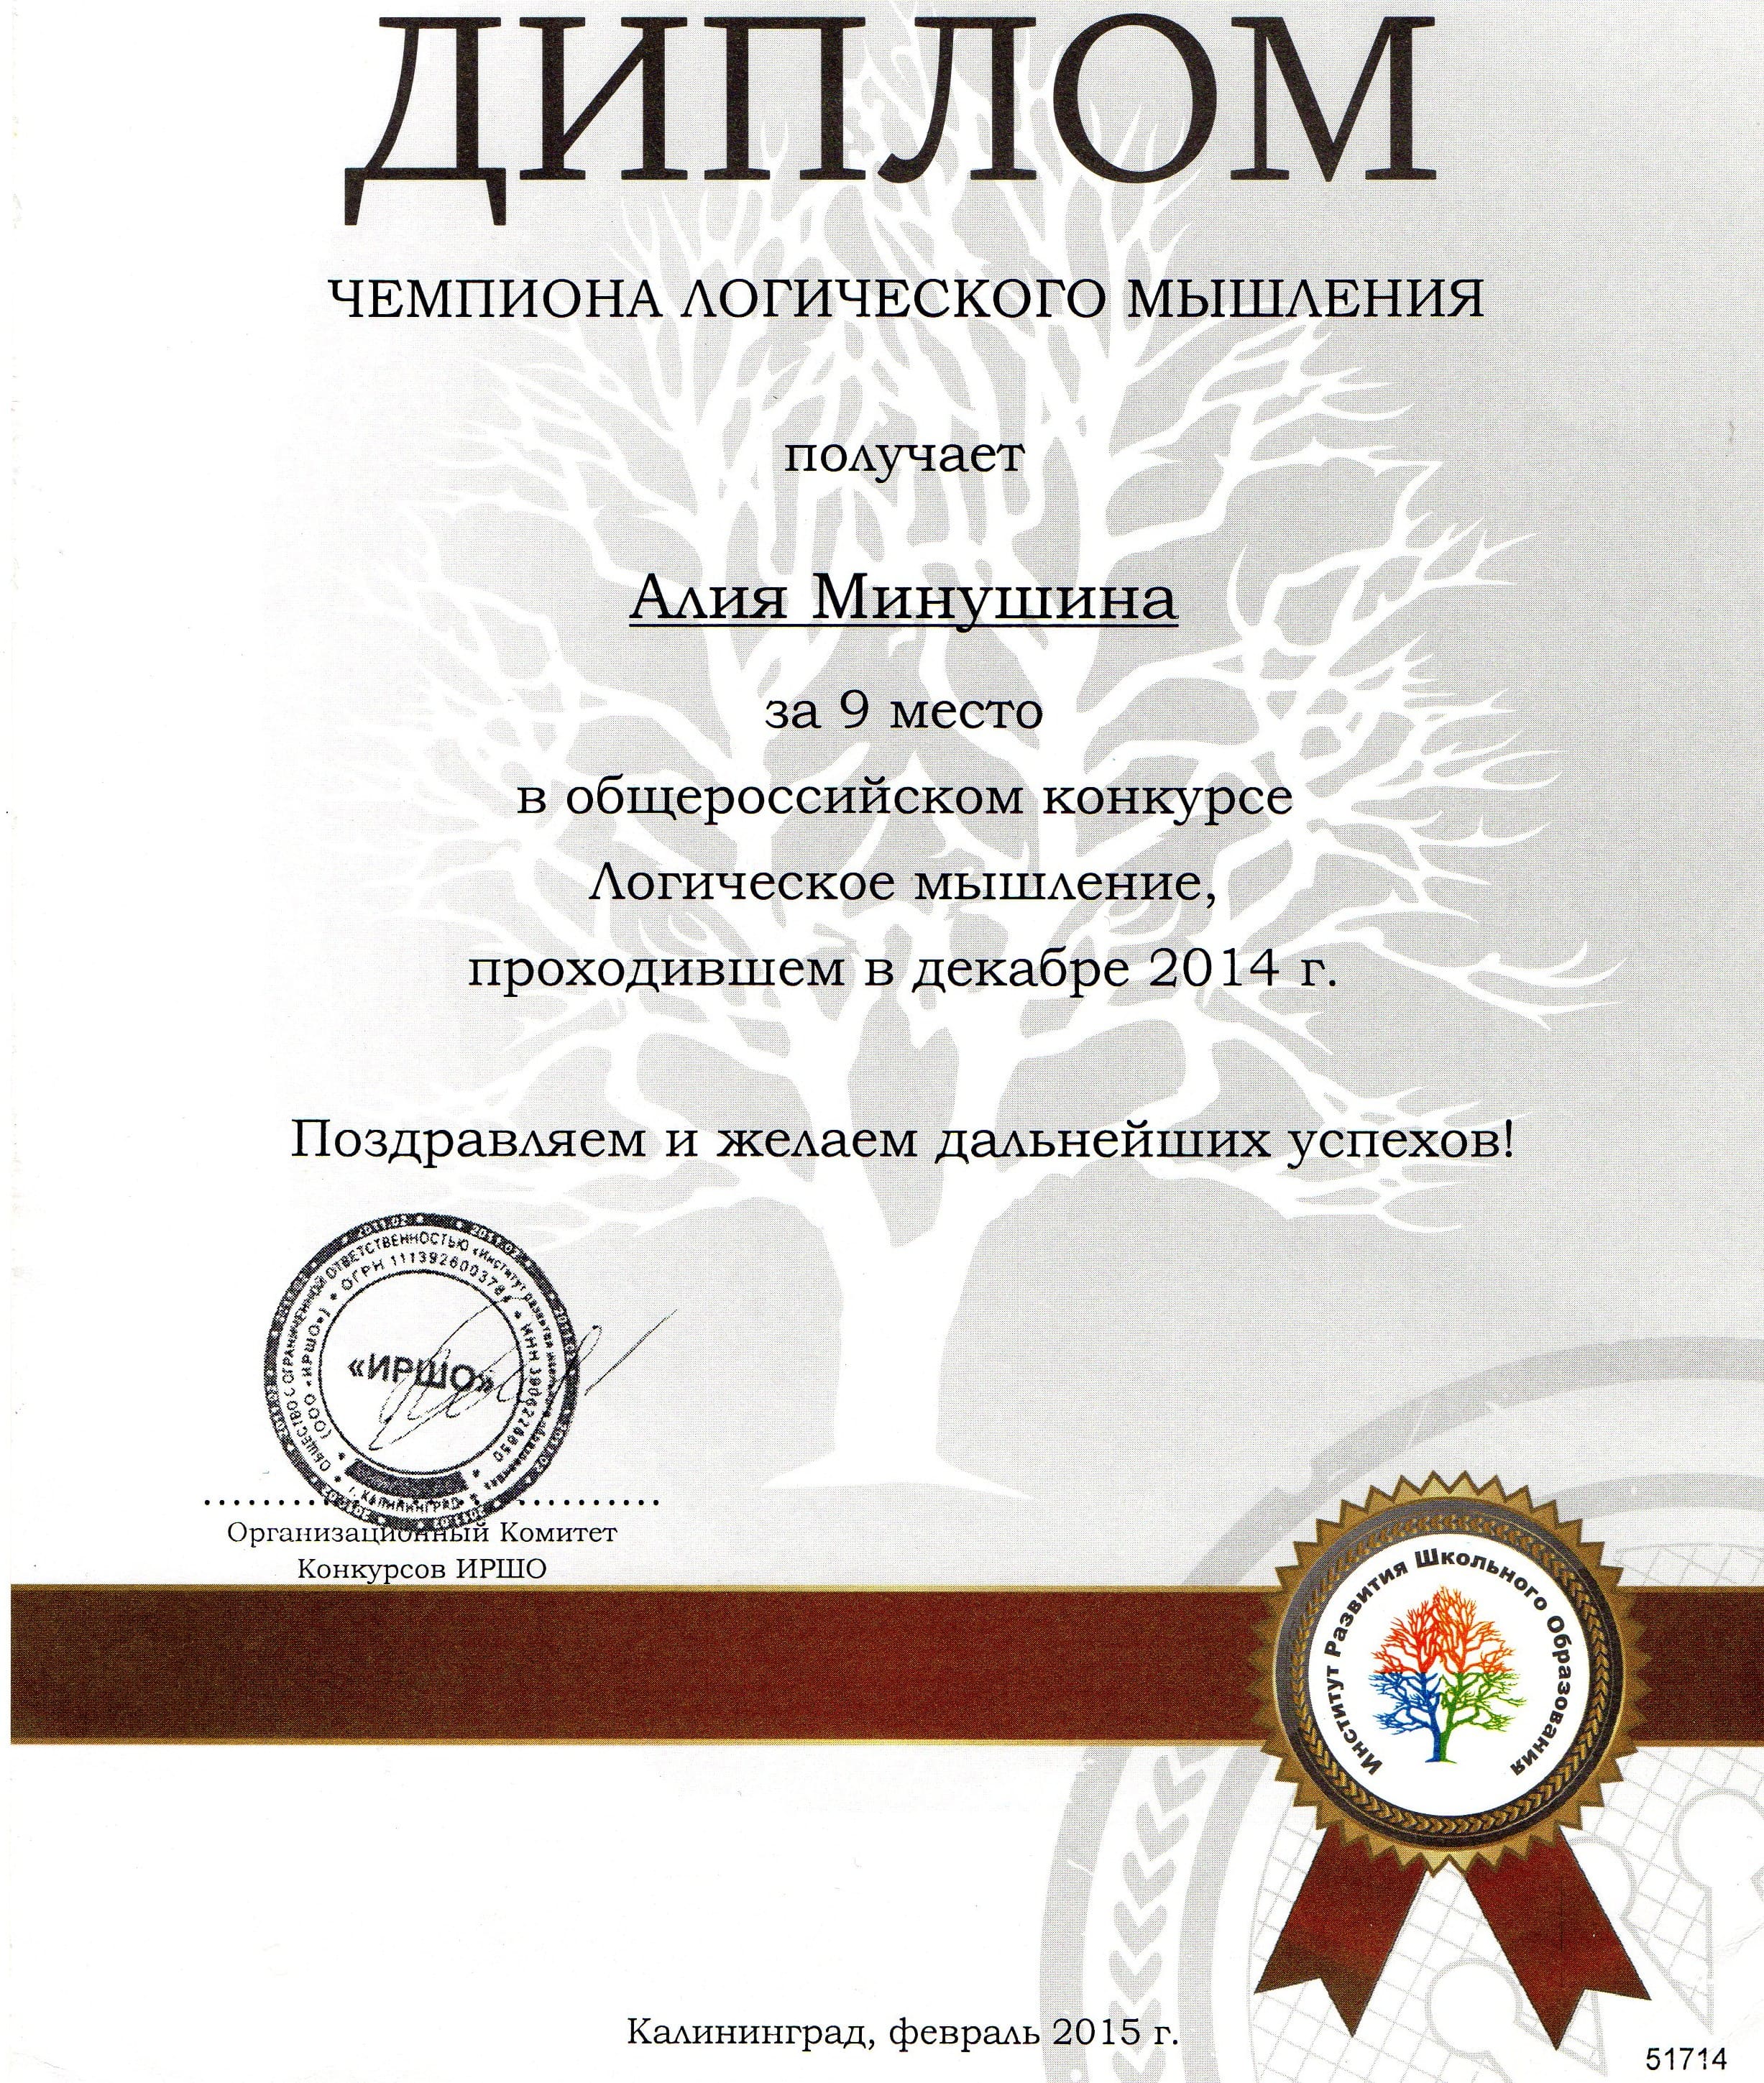 ДИПЛОМ
ЧЕМПИОНА ЛОГИЧЕСКОГО МЫШЛЕНИЯ
получает
Алия Минушина
за 9 место
в общероссийском конкурсе
Логическое мышление,
проходившем в декабре 2014 г.
Поздравляем и желаем дальнейших успехов!
ОБЩЕСТВО С ОГРАНИЧЕННОЙ ОТВЕТСТВЕННОСТЬЮ «Институт развития школьного образования»
(ООО «ИРШО») * ОГРН * ИНН
«ИРШО»
г. КАЛИНИНГРАД
Организационный Комитет
Конкурсов ИРШО
Институт Развития Школьного Образования
Калининград, февраль 2015 г.
51714